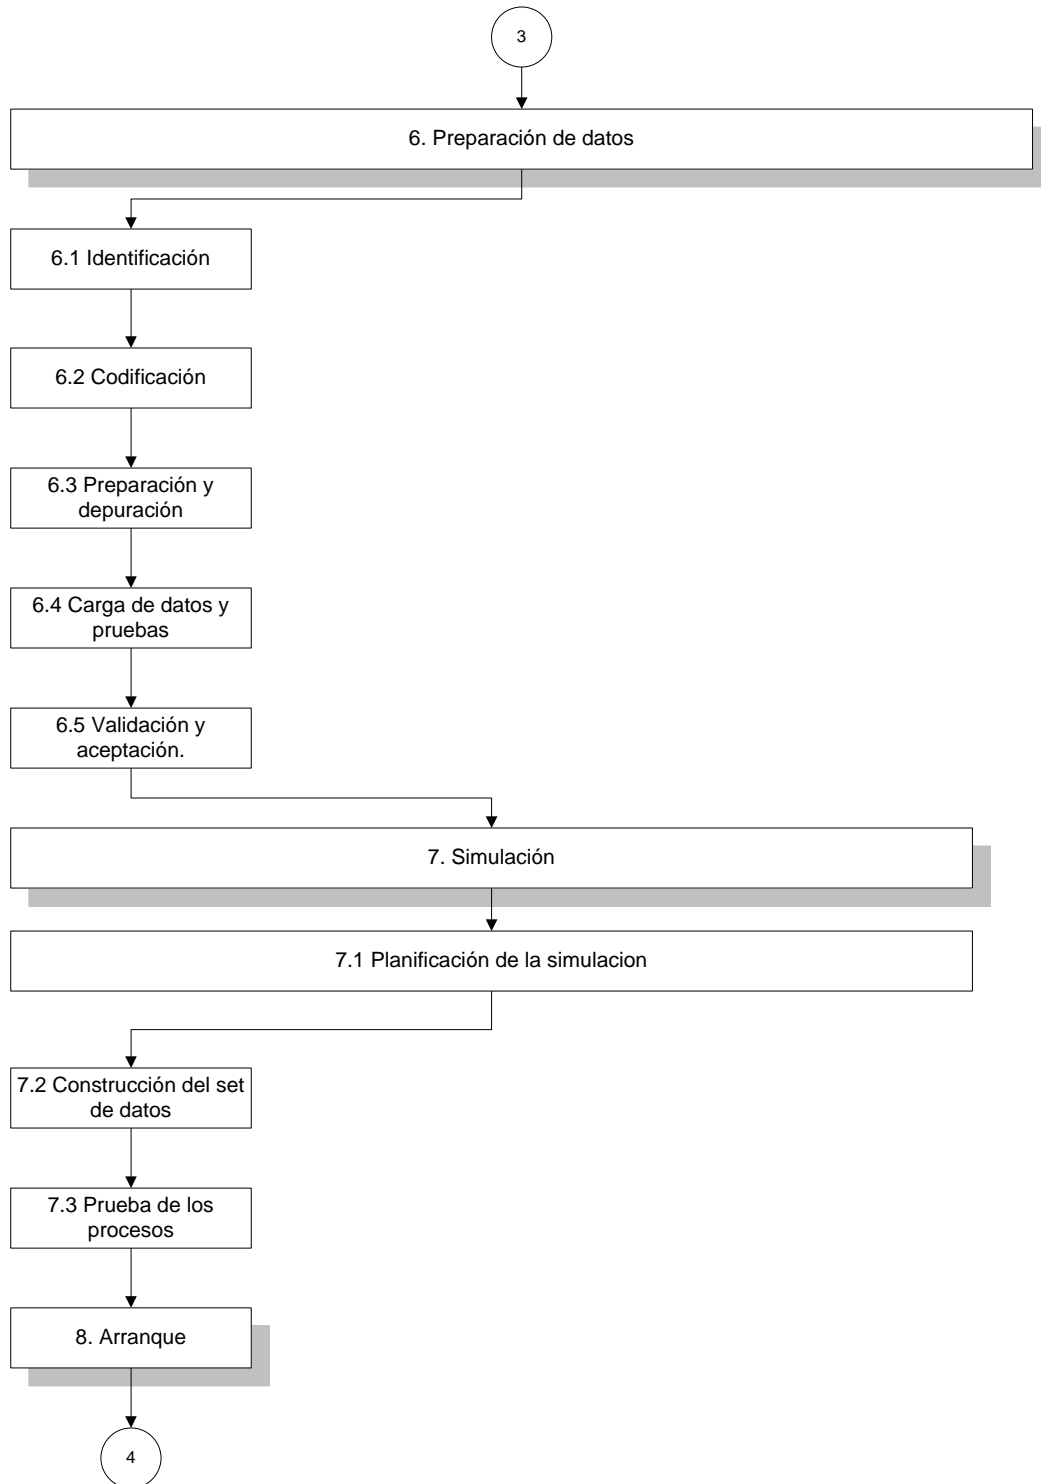 3
6. Preparación de datos
6.1 Identificación
6.2 Codificación
6.3 Preparación y
depuración
6.4 Carga de datos y
pruebas
6.5 Validación y
aceptación.
7. Simulación
7.1 Planificación de la simulacion
7.2 Construcción del set
de datos
7.3 Prueba de los
procesos
8. Arranque
4